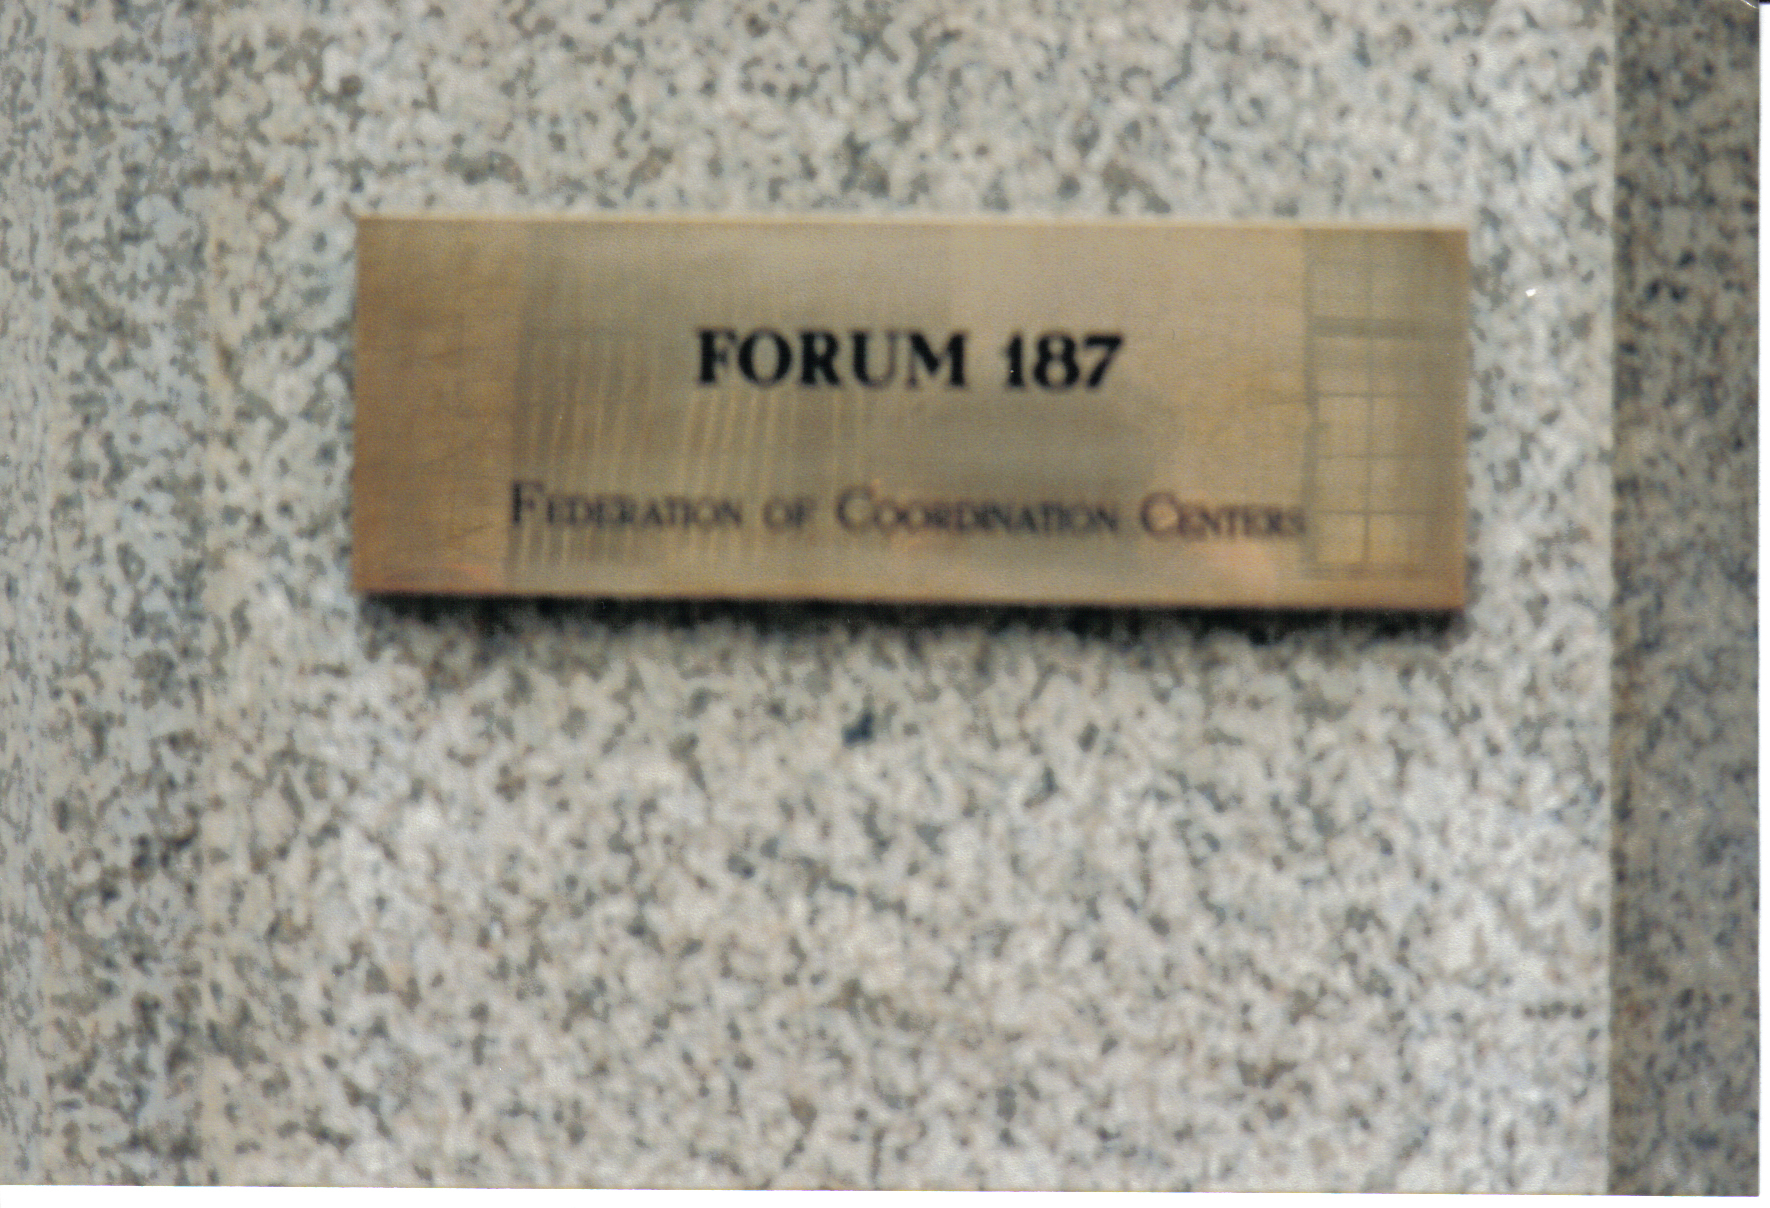 FORUM 187
FEDERATION OF COORDINATION CENTERS